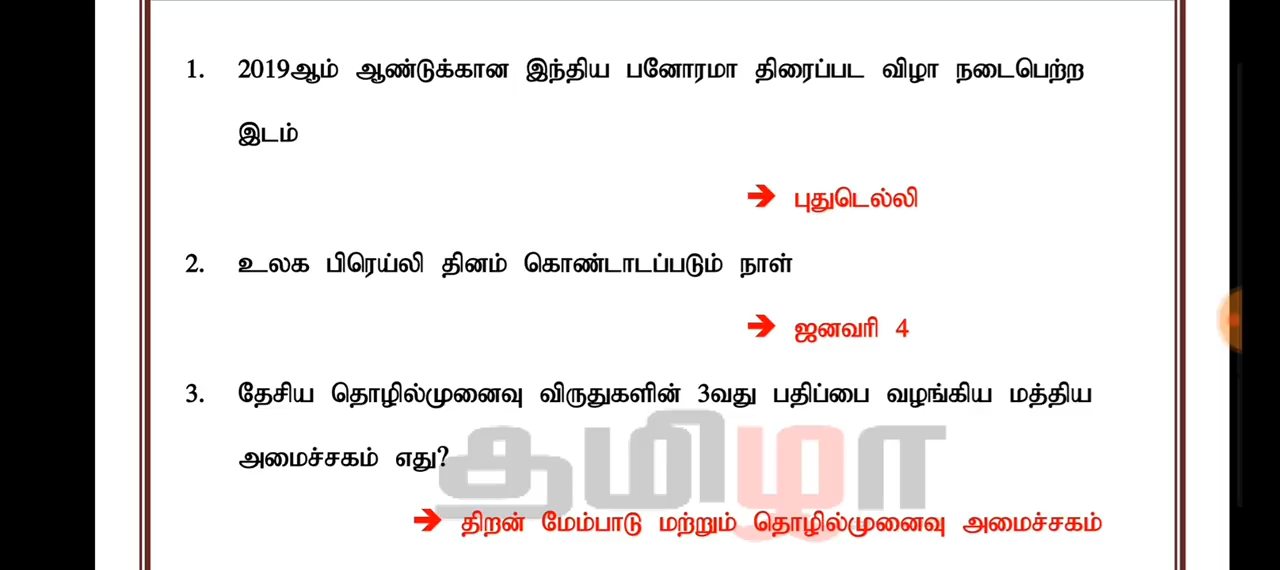 1. 2019ஆம் ஆண்டுக்கான இந்திய பனோரமா திரைப்பட விழா நடைபெற்ற
இடம்
➔ புதுடெல்லி
2. உலக பிரெய்லி தினம் கொண்டாடப்படும் நாள்
➔ ஜனவரி 4
3. தேசிய தொழில்முனைவு விருதுகளின் 3வது பதிப்பை வழங்கிய மத்திய
அமைச்சகம் எது?
தமிழா
➔ திறன் மேம்பாடு மற்றும் தொழில்முனைவு அமைச்சகம்